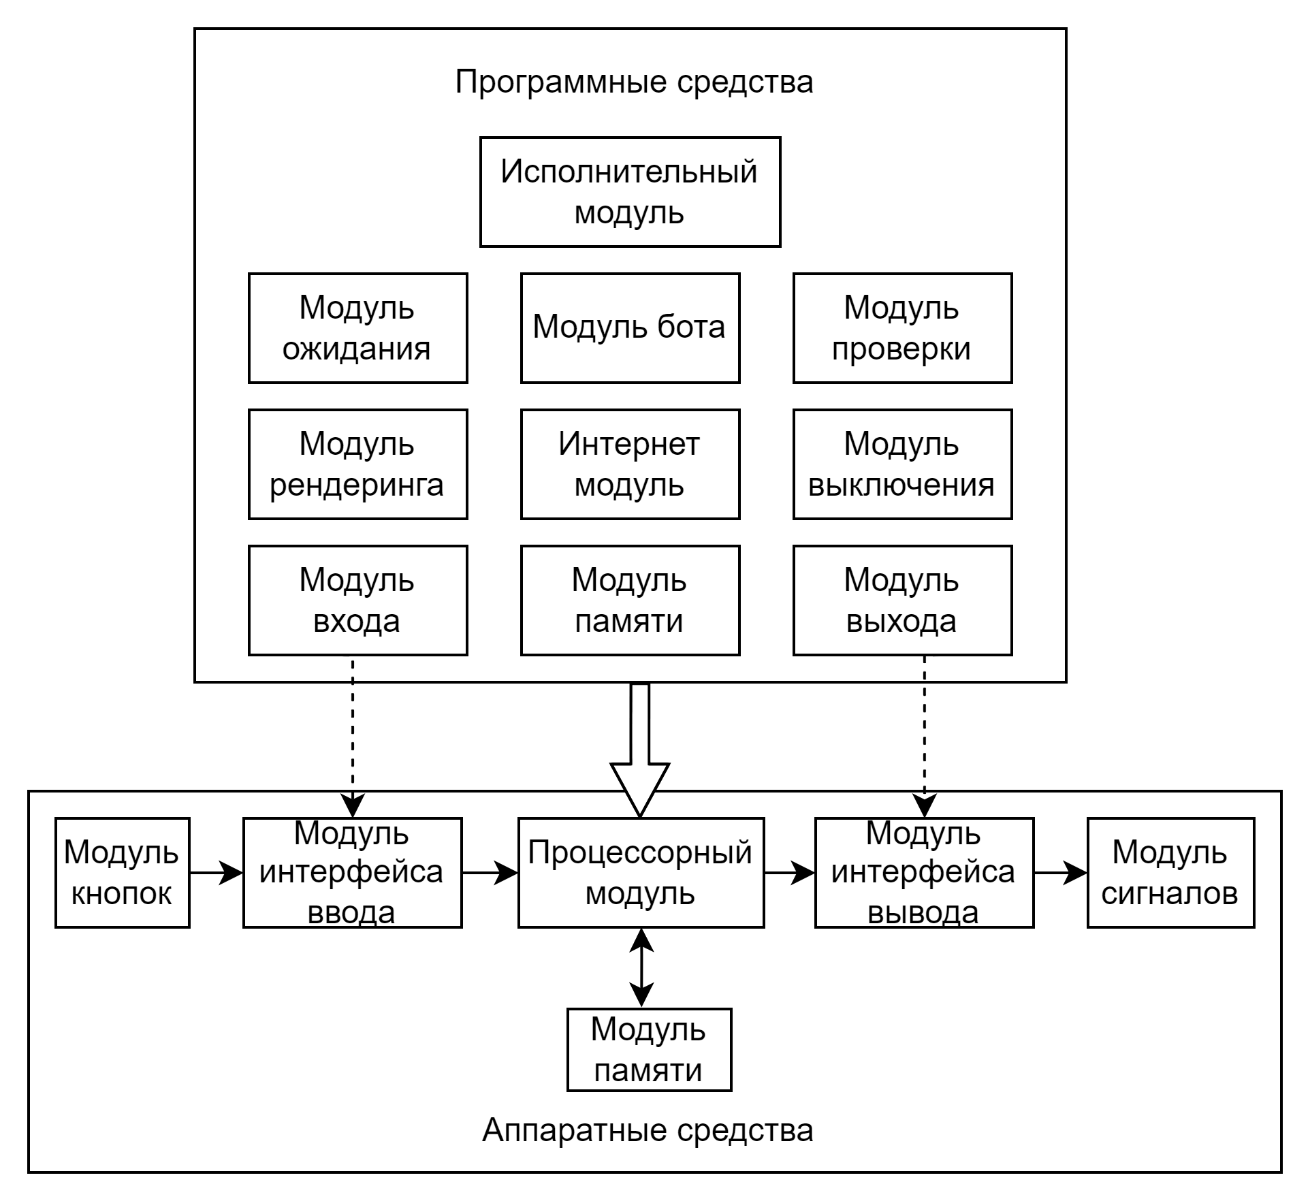 Программные средства
Исполнительный
модуль
Модуль
ожидания
Модуль бота
Модуль
проверки
Модуль
рендеринга
Интернет
модуль
Модуль
выключения
Модуль
входа
Модуль
памяти
Модуль
выхода
Модуль
кнопок
Модуль
интерфейса
ввода
Процессорный
модуль
Модуль
интерфейса
вывода
Модуль
сигналов
Модуль
памяти
Аппаратные средства